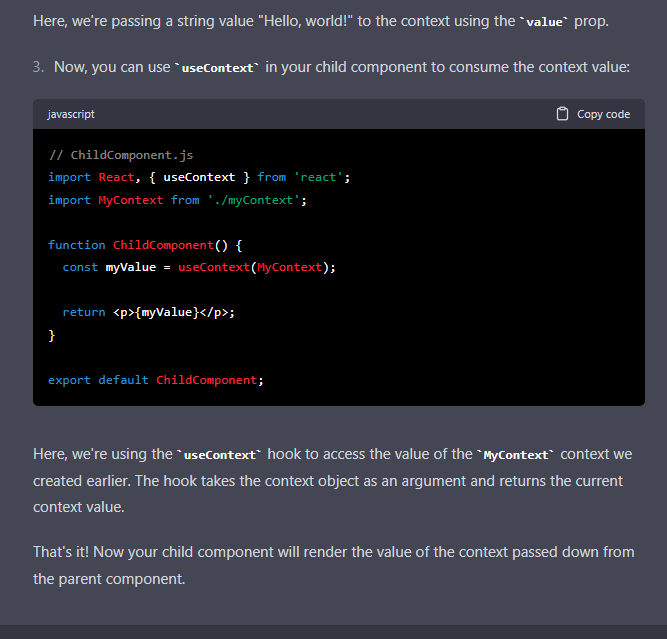 Here, we're passing a string value "Hello, world!" to the context using the `value` prop.
3. Now, you can use `useContext` in your child component to consume the context value:
javascript Copy code
// ChildComponent.js
import React, { useContext } from 'react';
import MyContext from './myContext';
function ChildComponent() {
  const myValue = useContext(MyContext);
  return <p>{myValue}</p>;
}
export default ChildComponent;
Here, we're using the `useContext` hook to access the value of the `MyContext` context we
created earlier. The hook takes the context object as an argument and returns the current
context value.
That's it! Now your child component will render the value of the context passed down from
the parent component.